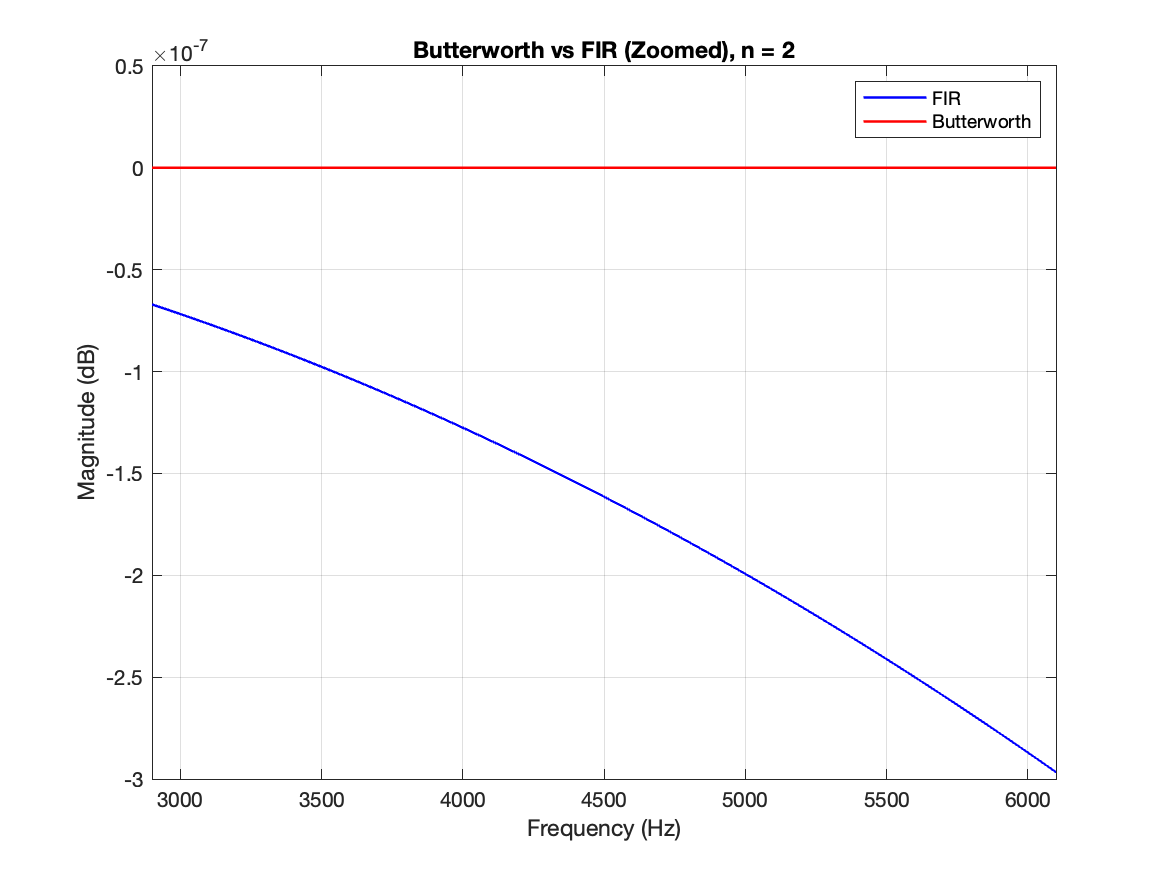 Butterworth vs FIR (Zoomed), n = 2
×10⁻⁷
0.5
0
-0.5
-1
-1.5
-2
-2.5
-3
Magnitude (dB)
FIR
Butterworth
3000 3500 4000 4500 5000 5500 6000
Frequency (Hz)